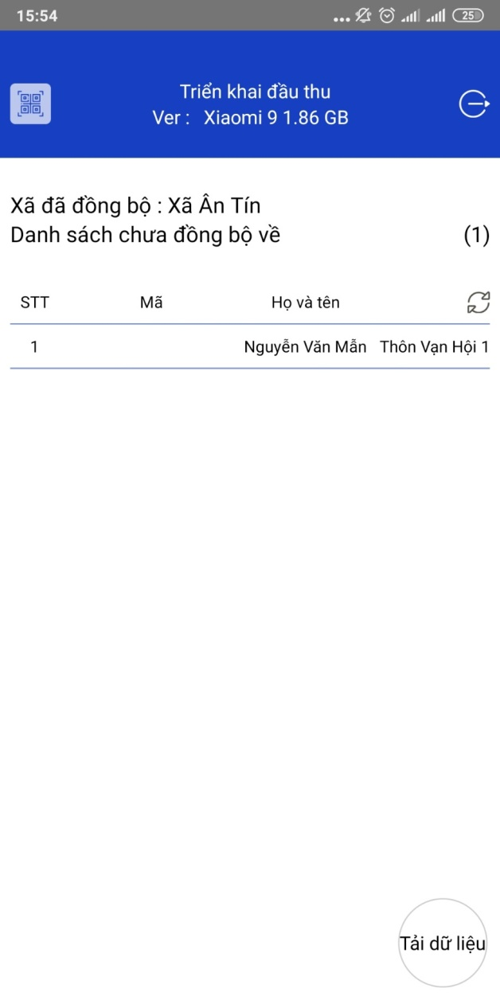 15:54
25
Triển khai đầu thu
Ver : Xiaomi 9 1.86 GB
Xã đã đồng bộ : Xã Ân Tín
Danh sách chưa đồng bộ về (1)
STT Mã Họ và tên
1 Nguyễn Văn Mẫn Thôn Vạn Hội 1
Tải dữ liệu